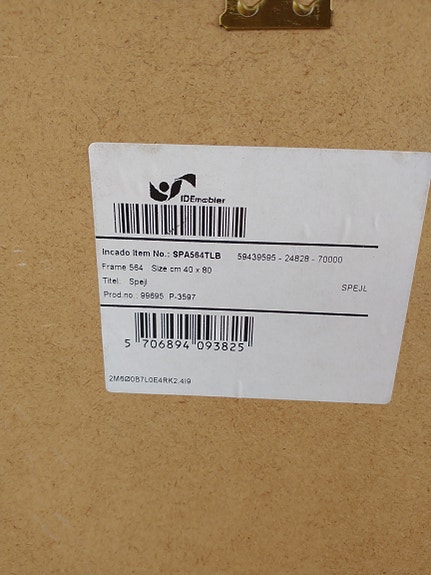 IDEmøbler
Incado Item No.: SPA564TLB 59439595 - 24828 - 70000
Frame 564 Size cm 40 x 80
Titel: Spejl
SPEJL
Prod.no.: 99695 P-3597
5 706894 093825
2M6Ø0B7L0E4RK2.4I9